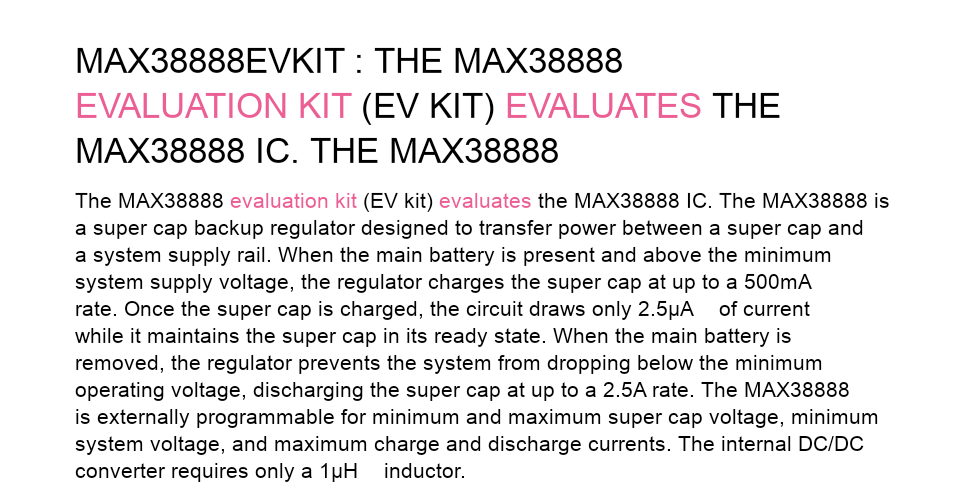 MAX38888EVKIT : THE MAX38888
EVALUATION KIT (EV KIT) EVALUATES THE
MAX38888 IC. THE MAX38888
The MAX38888 evaluation kit (EV kit) evaluates the MAX38888 IC. The MAX38888 is
a super cap backup regulator designed to transfer power between a super cap and
a system supply rail. When the main battery is present and above the minimum
system supply voltage, the regulator charges the super cap at up to a 500mA
rate. Once the super cap is charged, the circuit draws only 2.5µA of current
while it maintains the super cap in its ready state. When the main battery is
removed, the regulator prevents the system from dropping below the minimum
operating voltage, discharging the super cap at up to a 2.5A rate. The MAX38888
is externally programmable for minimum and maximum super cap voltage, minimum
system voltage, and maximum charge and discharge currents. The internal DC/DC
converter requires only a 1µH inductor.